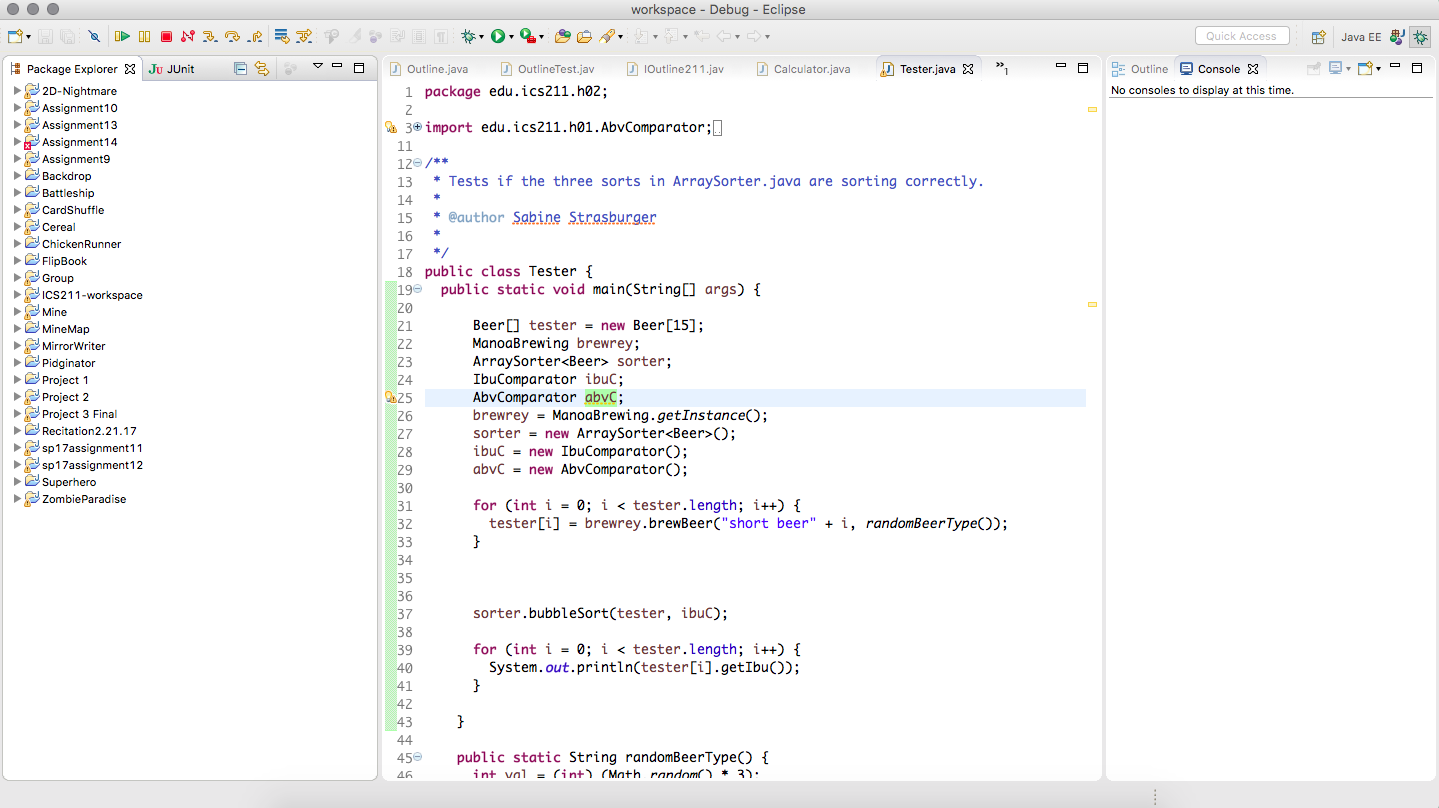 workspace - Debug - Eclipse
Quick Access
Java EE
Package Explorer
JUnit
2D-Nightmare
Assignment10
Assignment13
Assignment14
Assignment9
Backdrop
Battleship
CardShuffle
Cereal
ChickenRunner
FlipBook
Group
ICS211-workspace
Mine
MineMap
MirrorWriter
Pidginator
Project 1
Project 2
Project 3 Final
Recitation2.21.17
sp17assignment11
sp17assignment12
Superhero
ZombieParadise
Outline.java
OutlineTest.jav
IOutline211.jav
Calculator.java
Tester.java
»1
1 package edu.ics211.h02;
2
3 import edu.ics211.h01.AbvComparator;
11
12 /**
13 * Tests if the three sorts in ArraySorter.java are sorting correctly.
14 *
15 * @author Sabine Strasburger
16 *
17 */
18 public class Tester {
19 public static void main(String[] args) {
20
21 Beer[] tester = new Beer[15];
22 ManoaBrewing brewrey;
23 ArraySorter<Beer> sorter;
24 IbuComparator ibuC;
25 AbvComparator abvC;
26 brewrey = ManoaBrewing.getInstance();
27 sorter = new ArraySorter<Beer>();
28 ibuC = new IbuComparator();
29 abvC = new AbvComparator();
30
31 for (int i = 0; i < tester.length; i++) {
32 tester[i] = brewrey.brewBeer("short beer" + i, randomBeerType());
33 }
34
35
36
37 sorter.bubbleSort(tester, ibuC);
38
39 for (int i = 0; i < tester.length; i++) {
40 System.out.println(tester[i].getIbu());
41 }
42
43 }
44
45 public static String randomBeerType() {
46 int val = (int) (Math.random() * 3);
Outline
Console
No consoles to display at this time.